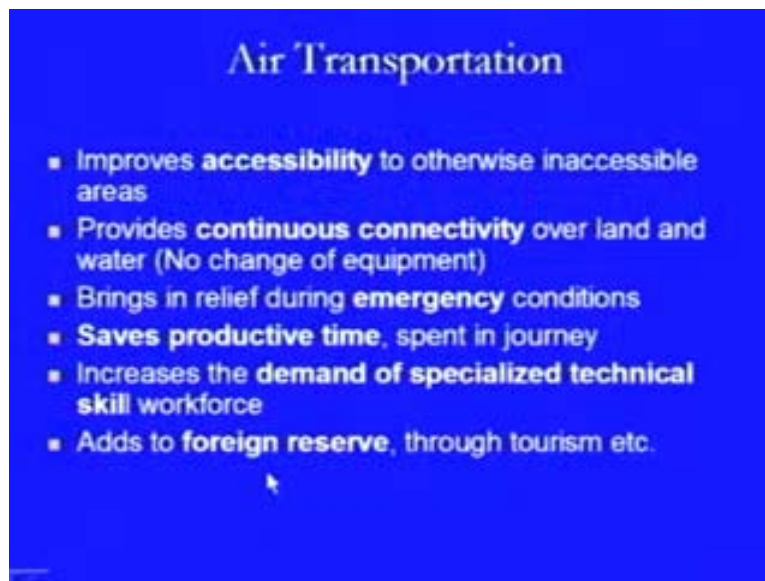 Air Transportation
▪ Improves accessibility to otherwise inaccessible
areas
▪ Provides continuous connectivity over land and
water (No change of equipment)
▪ Brings in relief during emergency conditions
▪ Saves productive time, spent in journey
▪ Increases the demand of specialized technical
skill workforce
▪ Adds to foreign reserve, through tourism etc.